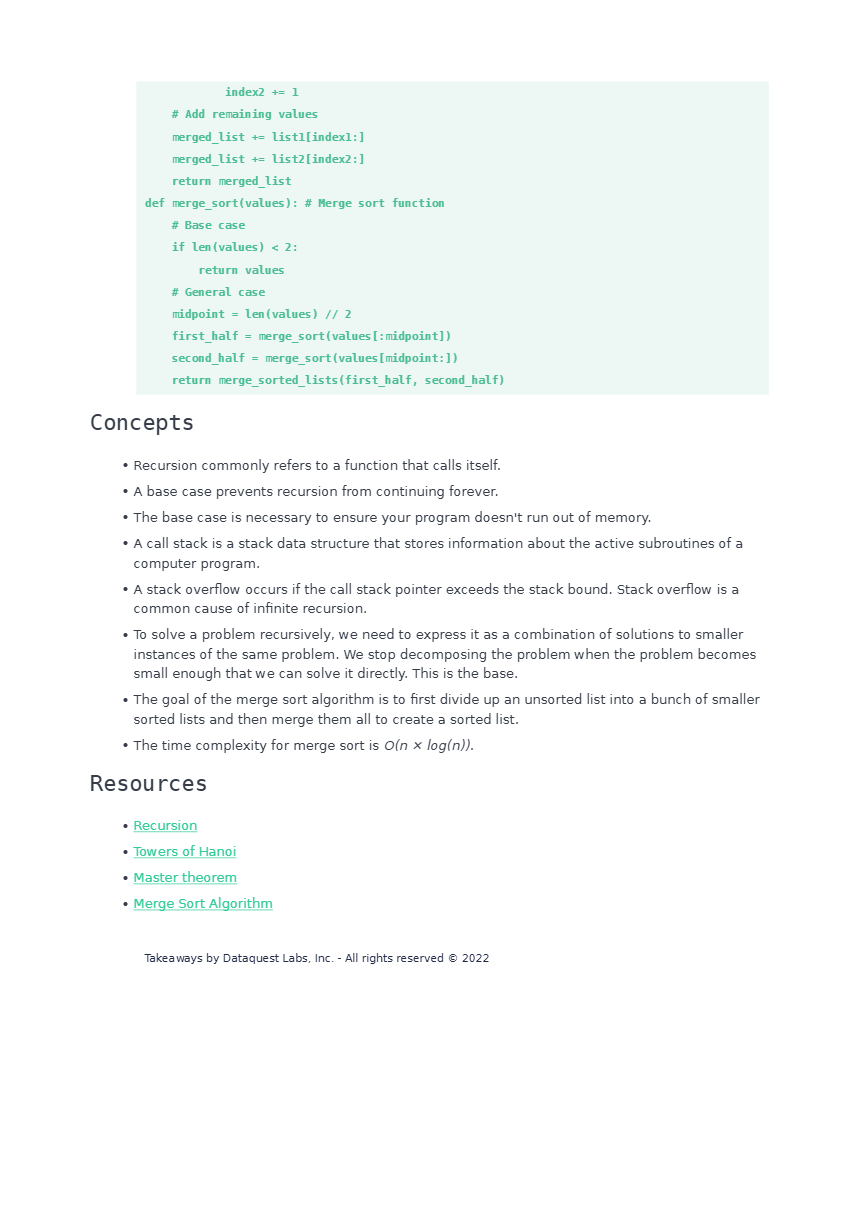 index2 += 1
    # Add remaining values
    merged_list += list1[index1:]
    merged_list += list2[index2:]
    return merged_list
def merge_sort(values): # Merge sort function
    # Base case
    if len(values) < 2:
        return values
    # General case
    midpoint = len(values) // 2
    first_half = merge_sort(values[:midpoint])
    second_half = merge_sort(values[midpoint:])
    return merge_sorted_lists(first_half, second_half)
Concepts
• Recursion commonly refers to a function that calls itself.
• A base case prevents recursion from continuing forever.
• The base case is necessary to ensure your program doesn't run out of memory.
• A call stack is a stack data structure that stores information about the active subroutines of a
computer program.
• A stack overflow occurs if the call stack pointer exceeds the stack bound. Stack overflow is a
common cause of infinite recursion.
• To solve a problem recursively, we need to express it as a combination of solutions to smaller
instances of the same problem. We stop decomposing the problem when the problem becomes
small enough that we can solve it directly. This is the base.
• The goal of the merge sort algorithm is to first divide up an unsorted list into a bunch of smaller
sorted lists and then merge them all to create a sorted list.
• The time complexity for merge sort is O(n × log(n)).
Resources
• Recursion
• Towers of Hanoi
• Master theorem
• Merge Sort Algorithm
Takeaways by Dataquest Labs, Inc. - All rights reserved © 2022